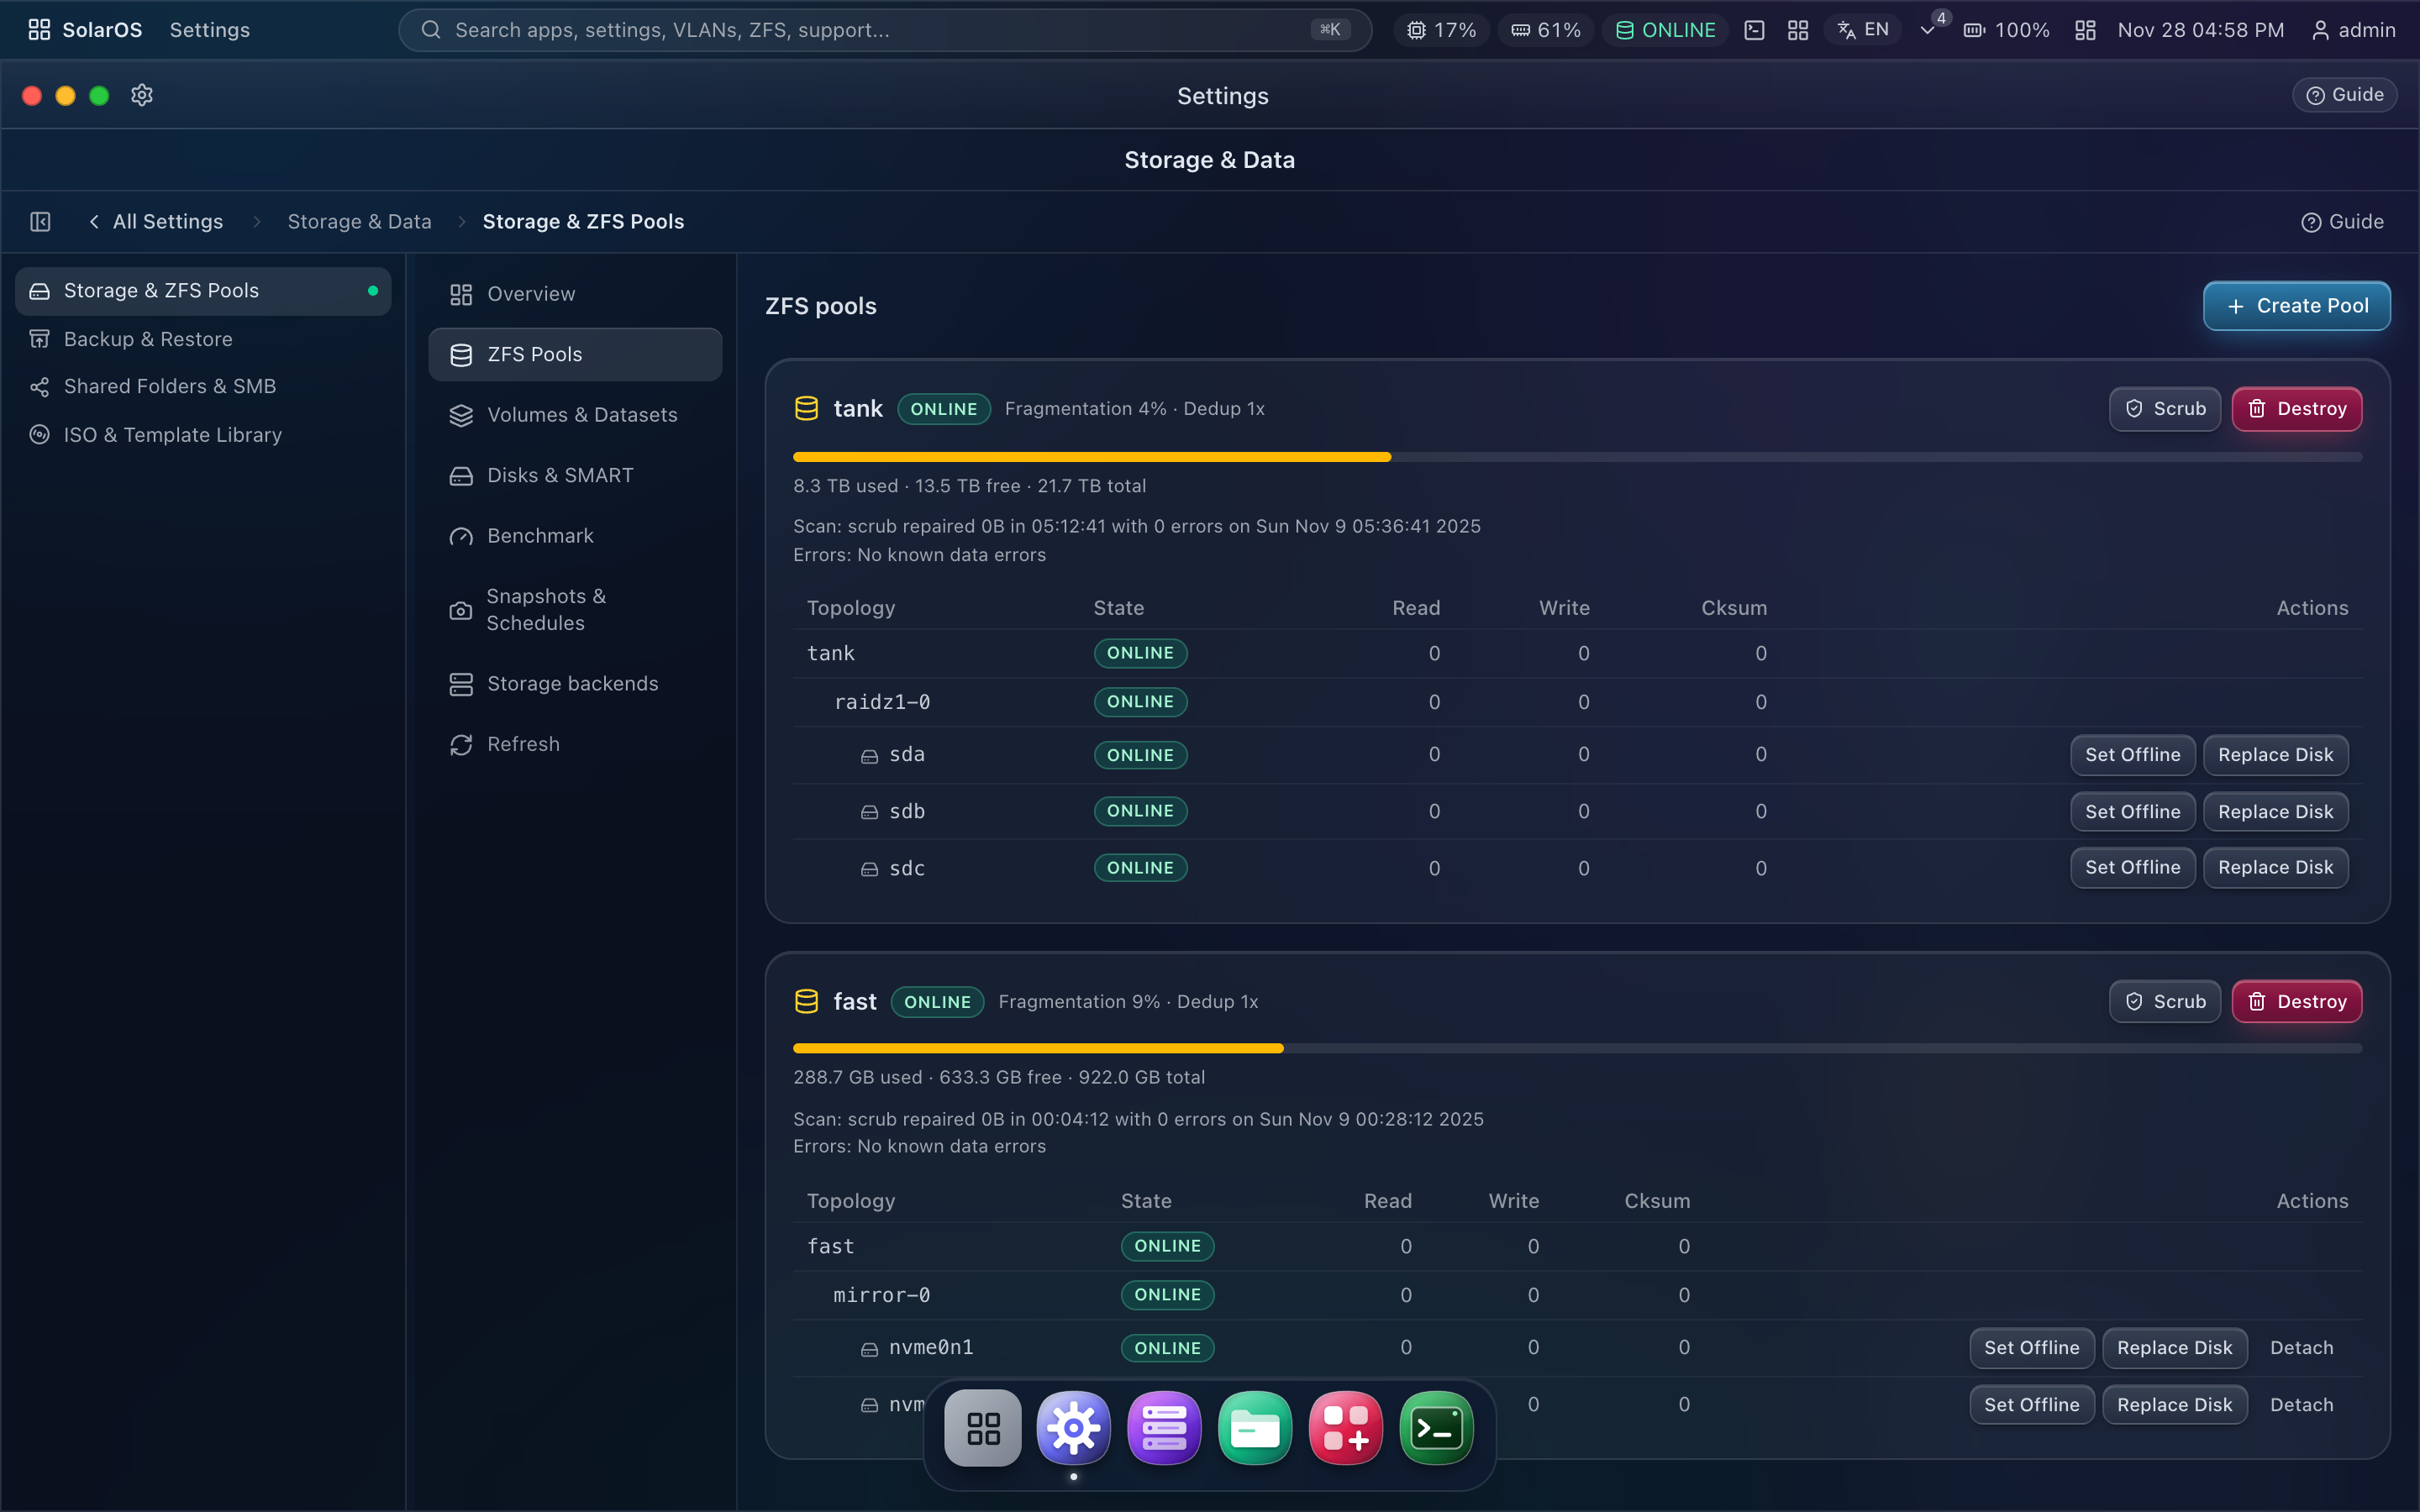 SolarOS Settings Search apps, settings, VLANs, ZFS, support... ⌘K 17% 61% ONLINE EN 4 100% Nov 28 04:58 PM admin
Settings Guide
Storage & Data
All Settings Storage & Data Storage & ZFS Pools Guide
Storage & ZFS Pools
Backup & Restore
Shared Folders & SMB
ISO & Template Library
Overview
ZFS Pools
Volumes & Datasets
Disks & SMART
Benchmark
Snapshots &
Schedules
Storage backends
Refresh
ZFS pools Create Pool
tank ONLINE Fragmentation 4% · Dedup 1x Scrub Destroy
8.3 TB used · 13.5 TB free · 21.7 TB total
Scan: scrub repaired 0B in 05:12:41 with 0 errors on Sun Nov 9 05:36:41 2025
Errors: No known data errors
Topology State Read Write Cksum Actions
tank ONLINE 0 0 0
raidz1-0 ONLINE 0 0 0
sda ONLINE 0 0 0 Set Offline Replace Disk
sdb ONLINE 0 0 0 Set Offline Replace Disk
sdc ONLINE 0 0 0 Set Offline Replace Disk
fast ONLINE Fragmentation 9% · Dedup 1x Scrub Destroy
288.7 GB used · 633.3 GB free · 922.0 GB total
Scan: scrub repaired 0B in 00:04:12 with 0 errors on Sun Nov 9 00:28:12 2025
Errors: No known data errors
Topology State Read Write Cksum Actions
fast ONLINE 0 0 0
mirror-0 ONLINE 0 0 0
nvme0n1 ONLINE 0 0 0 Set Offline Replace Disk Detach
0 0 Set Offline Replace Disk Detach